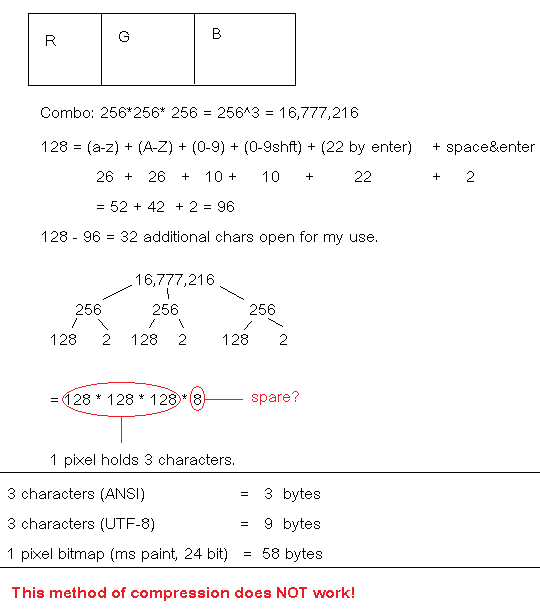 R G B
Combo: 256*256* 256 = 256^3 = 16,777,216
128 = (a-z) + (A-Z) + (0-9) + (0-9shft) + (22 by enter) + space&enter
26 + 26 + 10 + 10 + 22 + 2
= 52 + 42 + 2 = 96
128 - 96 = 32 additional chars open for my use.
16,777,216
256 256 256
128 2 128 2 128 2
= 128 * 128 * 128 * 8 spare?
1 pixel holds 3 characters.
3 characters (ANSI) = 3 bytes
3 characters (UTF-8) = 9 bytes
1 pixel bitmap (ms paint, 24 bit) = 58 bytes
This method of compression does NOT work!